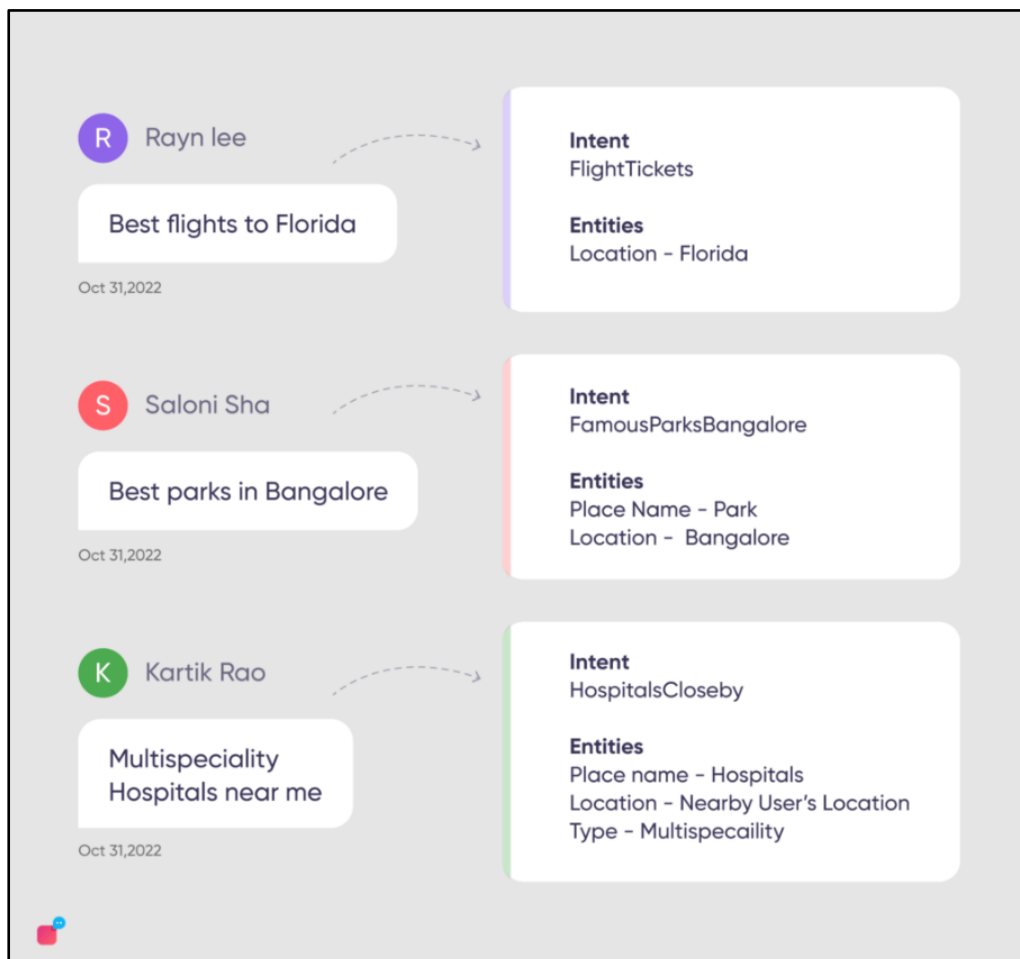 R Rayn lee
Best flights to Florida
Oct 31,2022
Intent
FlightTickets
Entities
Location - Florida
S Saloni Sha
Best parks in Bangalore
Oct 31,2022
Intent
FamousParksBangalore
Entities
Place Name - Park
Location - Bangalore
K Kartik Rao
Multispeciality
Hospitals near me
Oct 31,2022
Intent
HospitalsCloseby
Entities
Place name - Hospitals
Location - Nearby User's Location
Type - Multispecaility